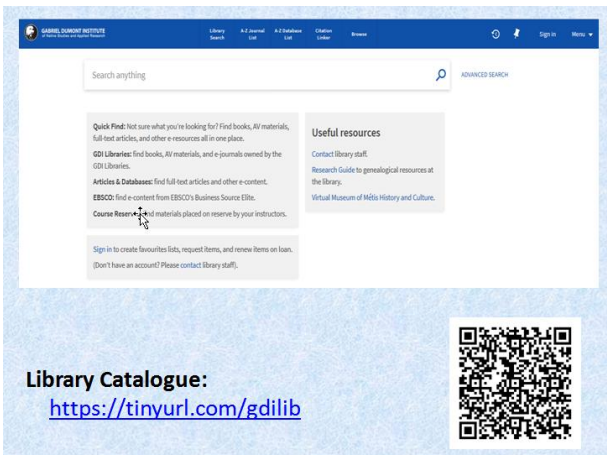 GABRIEL DUMONT INSTITUTE
of Native Studies and Applied Research
Library Search
A-Z Journal List
A-Z Database List
Citation Linker
Browse
Sign in
Menu
Search anything
ADVANCED SEARCH
Quick Find: Not sure what you're looking for? Find books, AV materials,
full-text articles, and other e-resources all in one place.
GDI Libraries: find books, AV materials, and e-journals owned by the
GDI Libraries.
Articles & Databases: find full-text articles and other e-content.
EBSCO: find e-content from EBSCO's Business Source Elite.
Course Reserves: find materials placed on reserve by your instructors.
Sign in to create favourites lists, request items, and renew items on loan.
(Don't have an account? Please contact library staff).
Useful resources
Contact library staff.
Research Guide to genealogical resources at
the library.
Virtual Museum of Métis History and Culture.
Library Catalogue:
https://tinyurl.com/gdilib